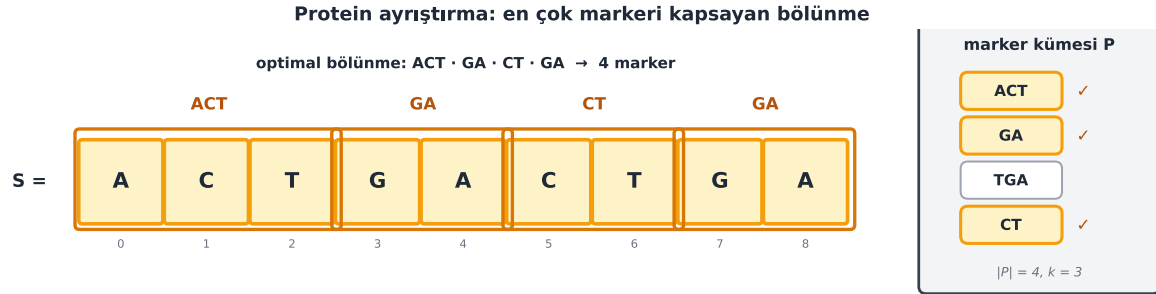 Protein ayrıştırma: en çok markeri kapsayan bölünme
optimal bölünme: ACT · GA · CT · GA → 4 marker
ACT GA CT GA
S = A C T G A C T G A
0 1 2 3 4 5 6 7 8
marker kümesi P
ACT ✓
GA ✓
TGA
CT ✓
|P| = 4, k = 3